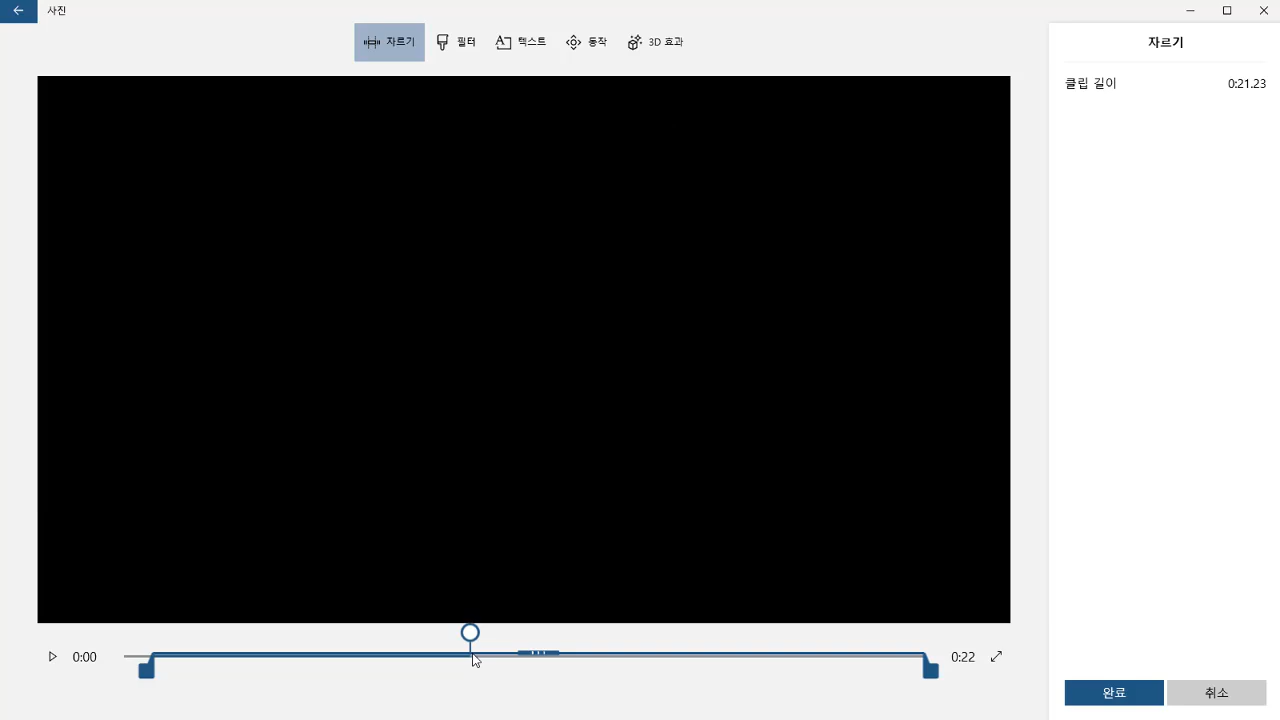 사진
자르기
필터
텍스트
동작
3D 효과
자르기
클립 길이
0:21.23
0:00
0:22
완료
취소